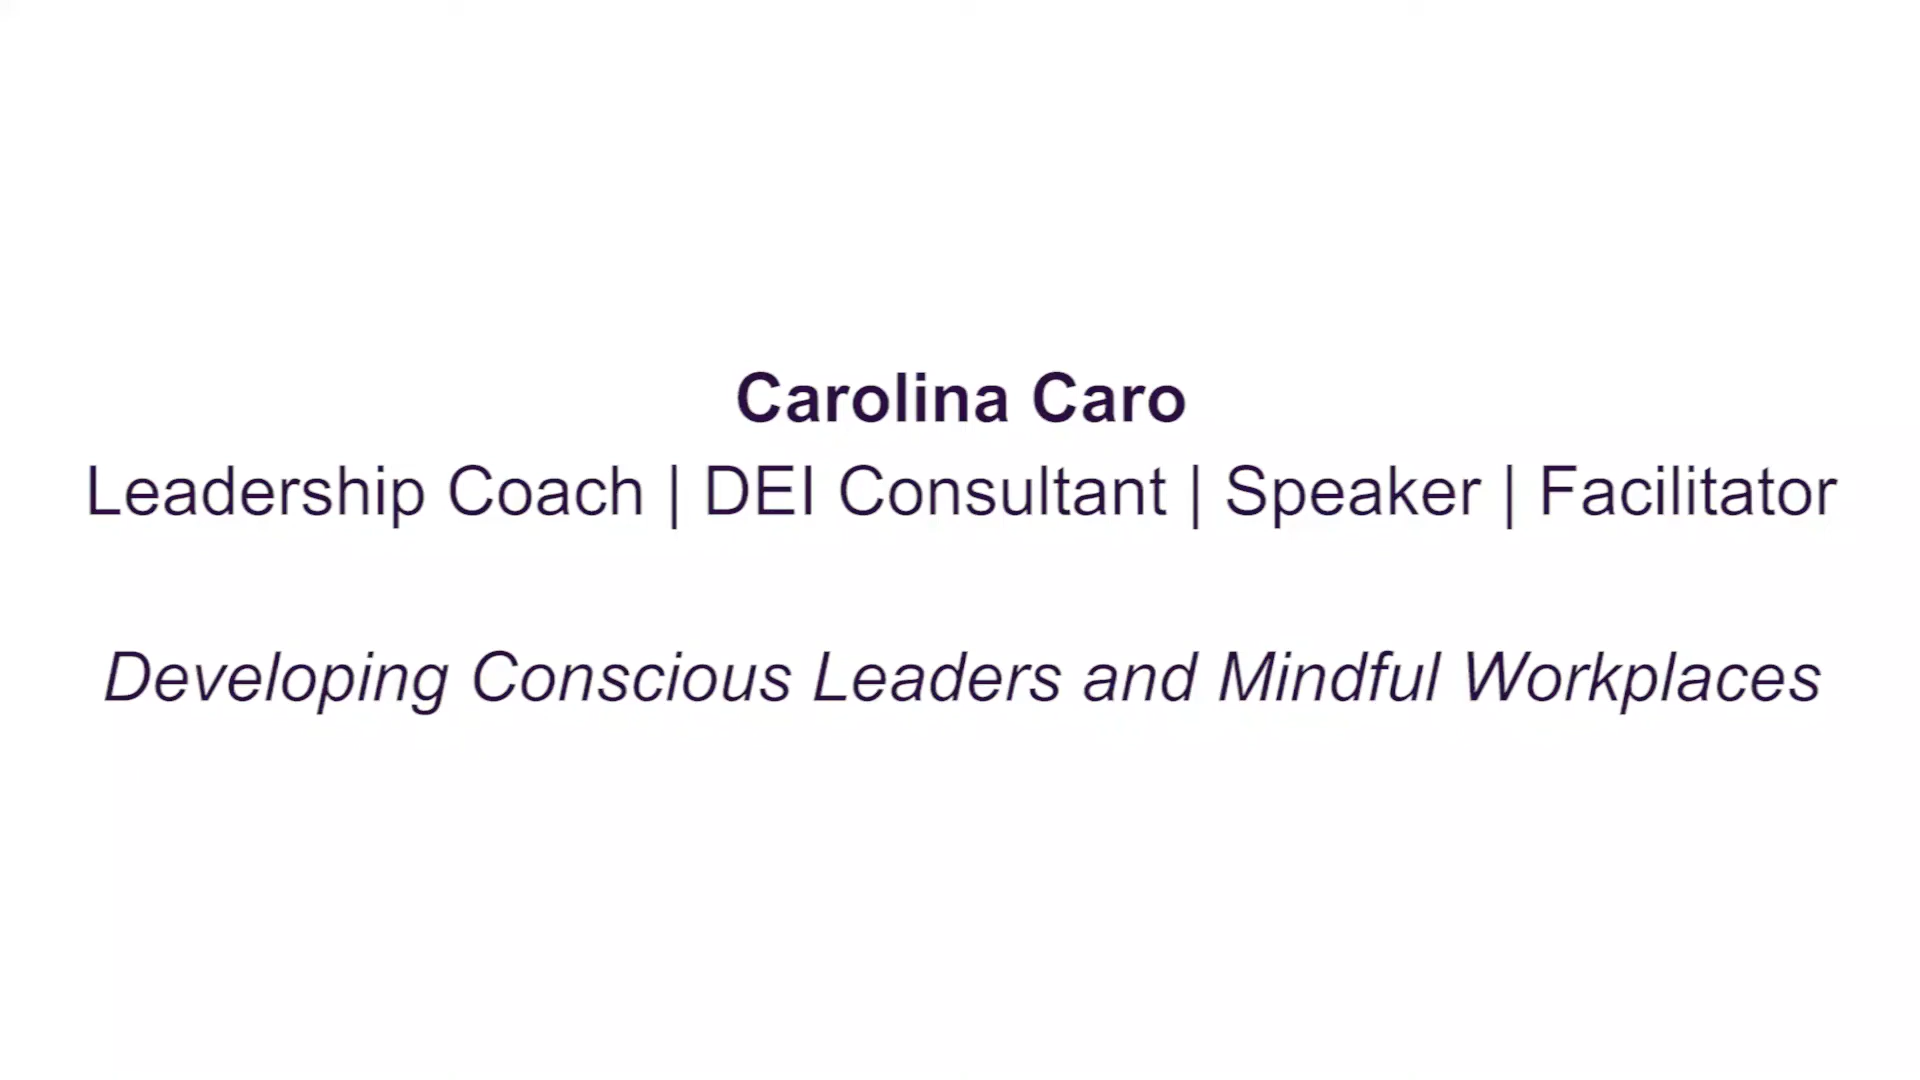 Carolina Caro
Leadership Coach | DEI Consultant | Speaker | Facilitator
Developing Conscious Leaders and Mindful Workplaces